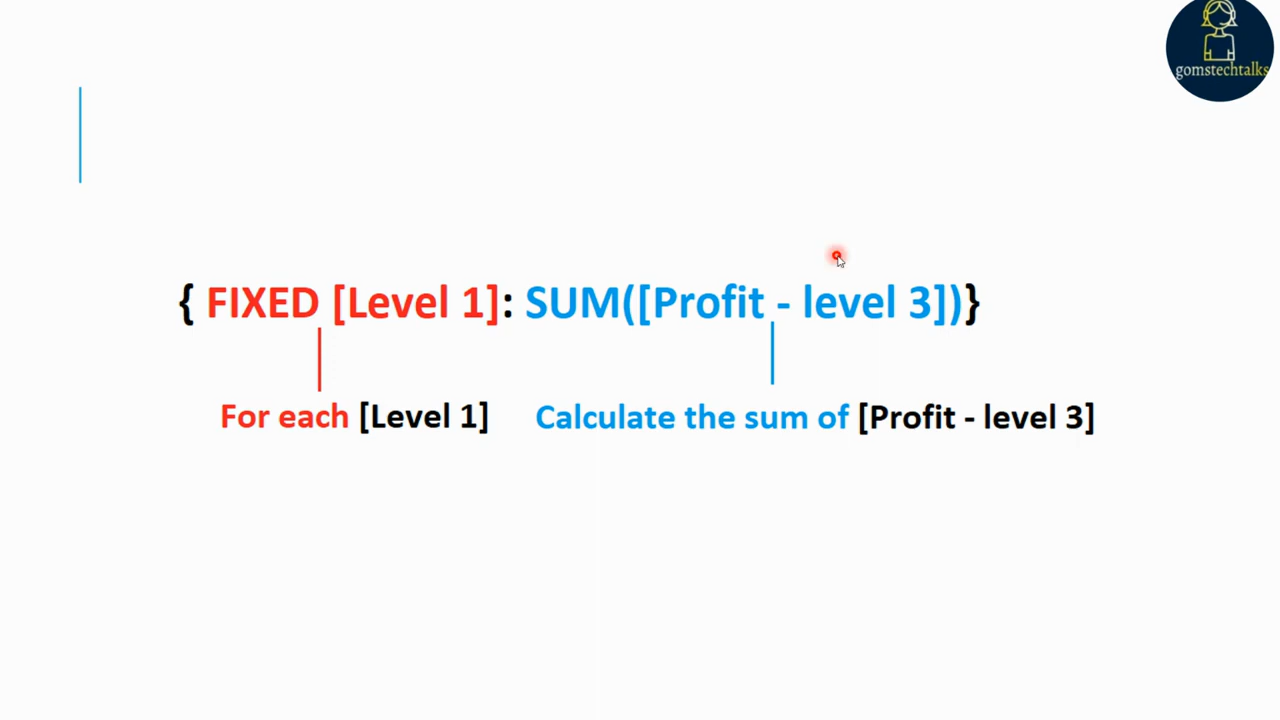 gomstechtalks
{ FIXED [Level 1]: SUM([Profit - level 3])}
For each [Level 1] Calculate the sum of [Profit - level 3]